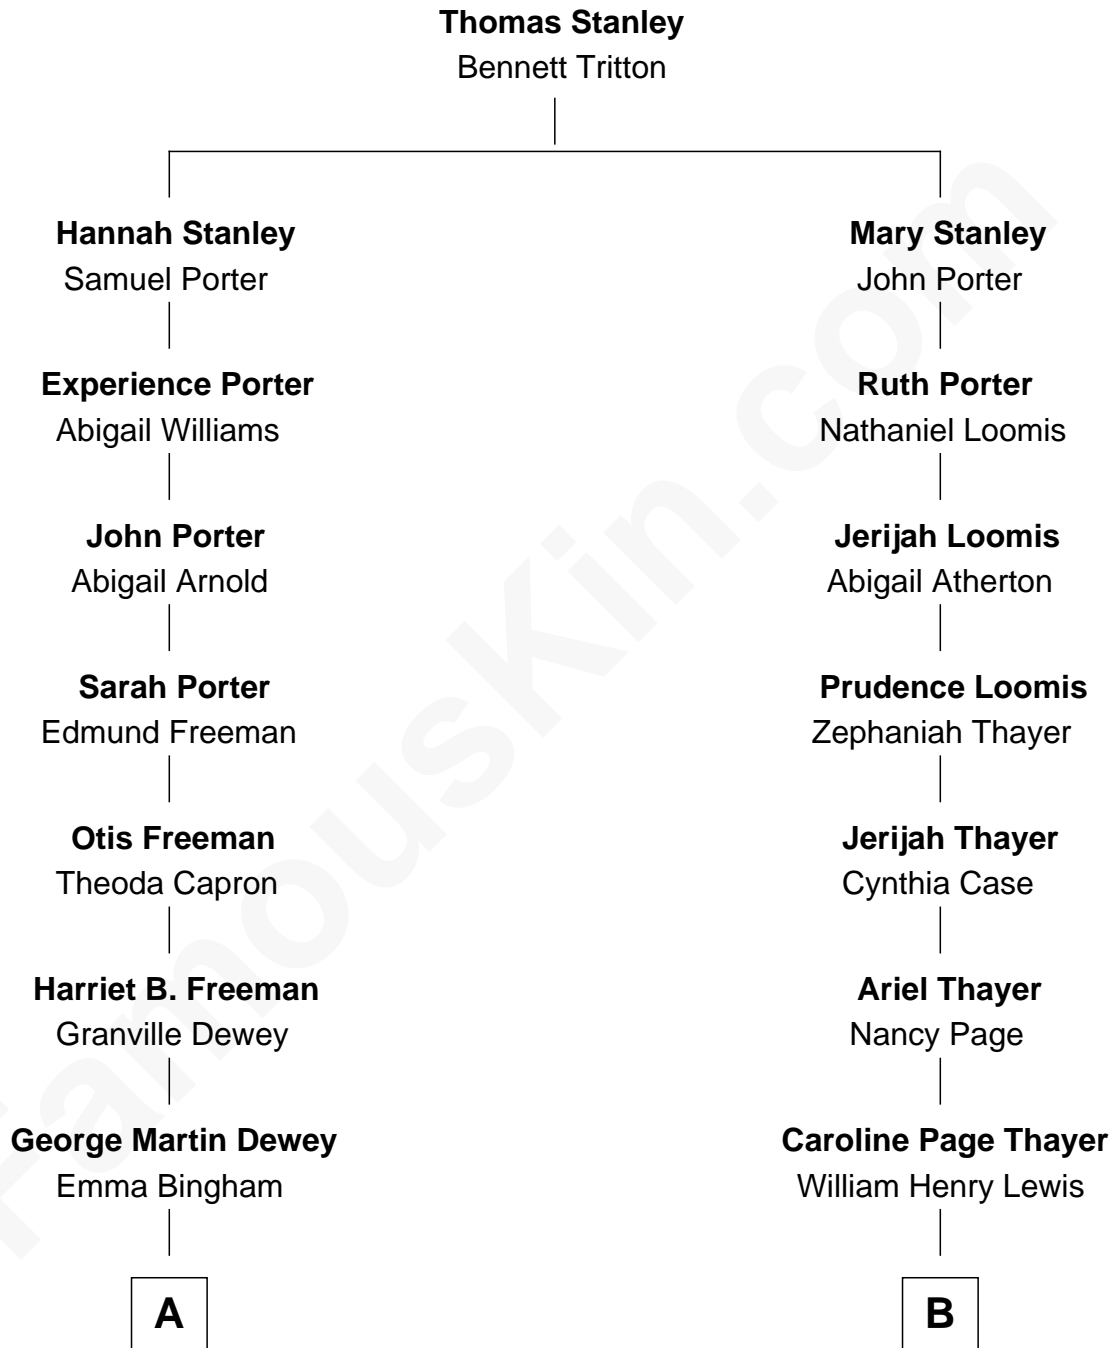 Thomas Stanley
Bennett Tritton
Hannah Stanley
Samuel Porter
Mary Stanley
John Porter
Experience Porter
Abigail Williams
Ruth Porter
Nathaniel Loomis
John Porter
Abigail Arnold
Jerijah Loomis
Abigail Atherton
Sarah Porter
Edmund Freeman
Prudence Loomis
Zephaniah Thayer
Otis Freeman
Theoda Capron
Jerijah Thayer
Cynthia Case
Harriet B. Freeman
Granville Dewey
Ariel Thayer
Nancy Page
George Martin Dewey
Emma Bingham
Caroline Page Thayer
William Henry Lewis
A
B
FamousKin.com